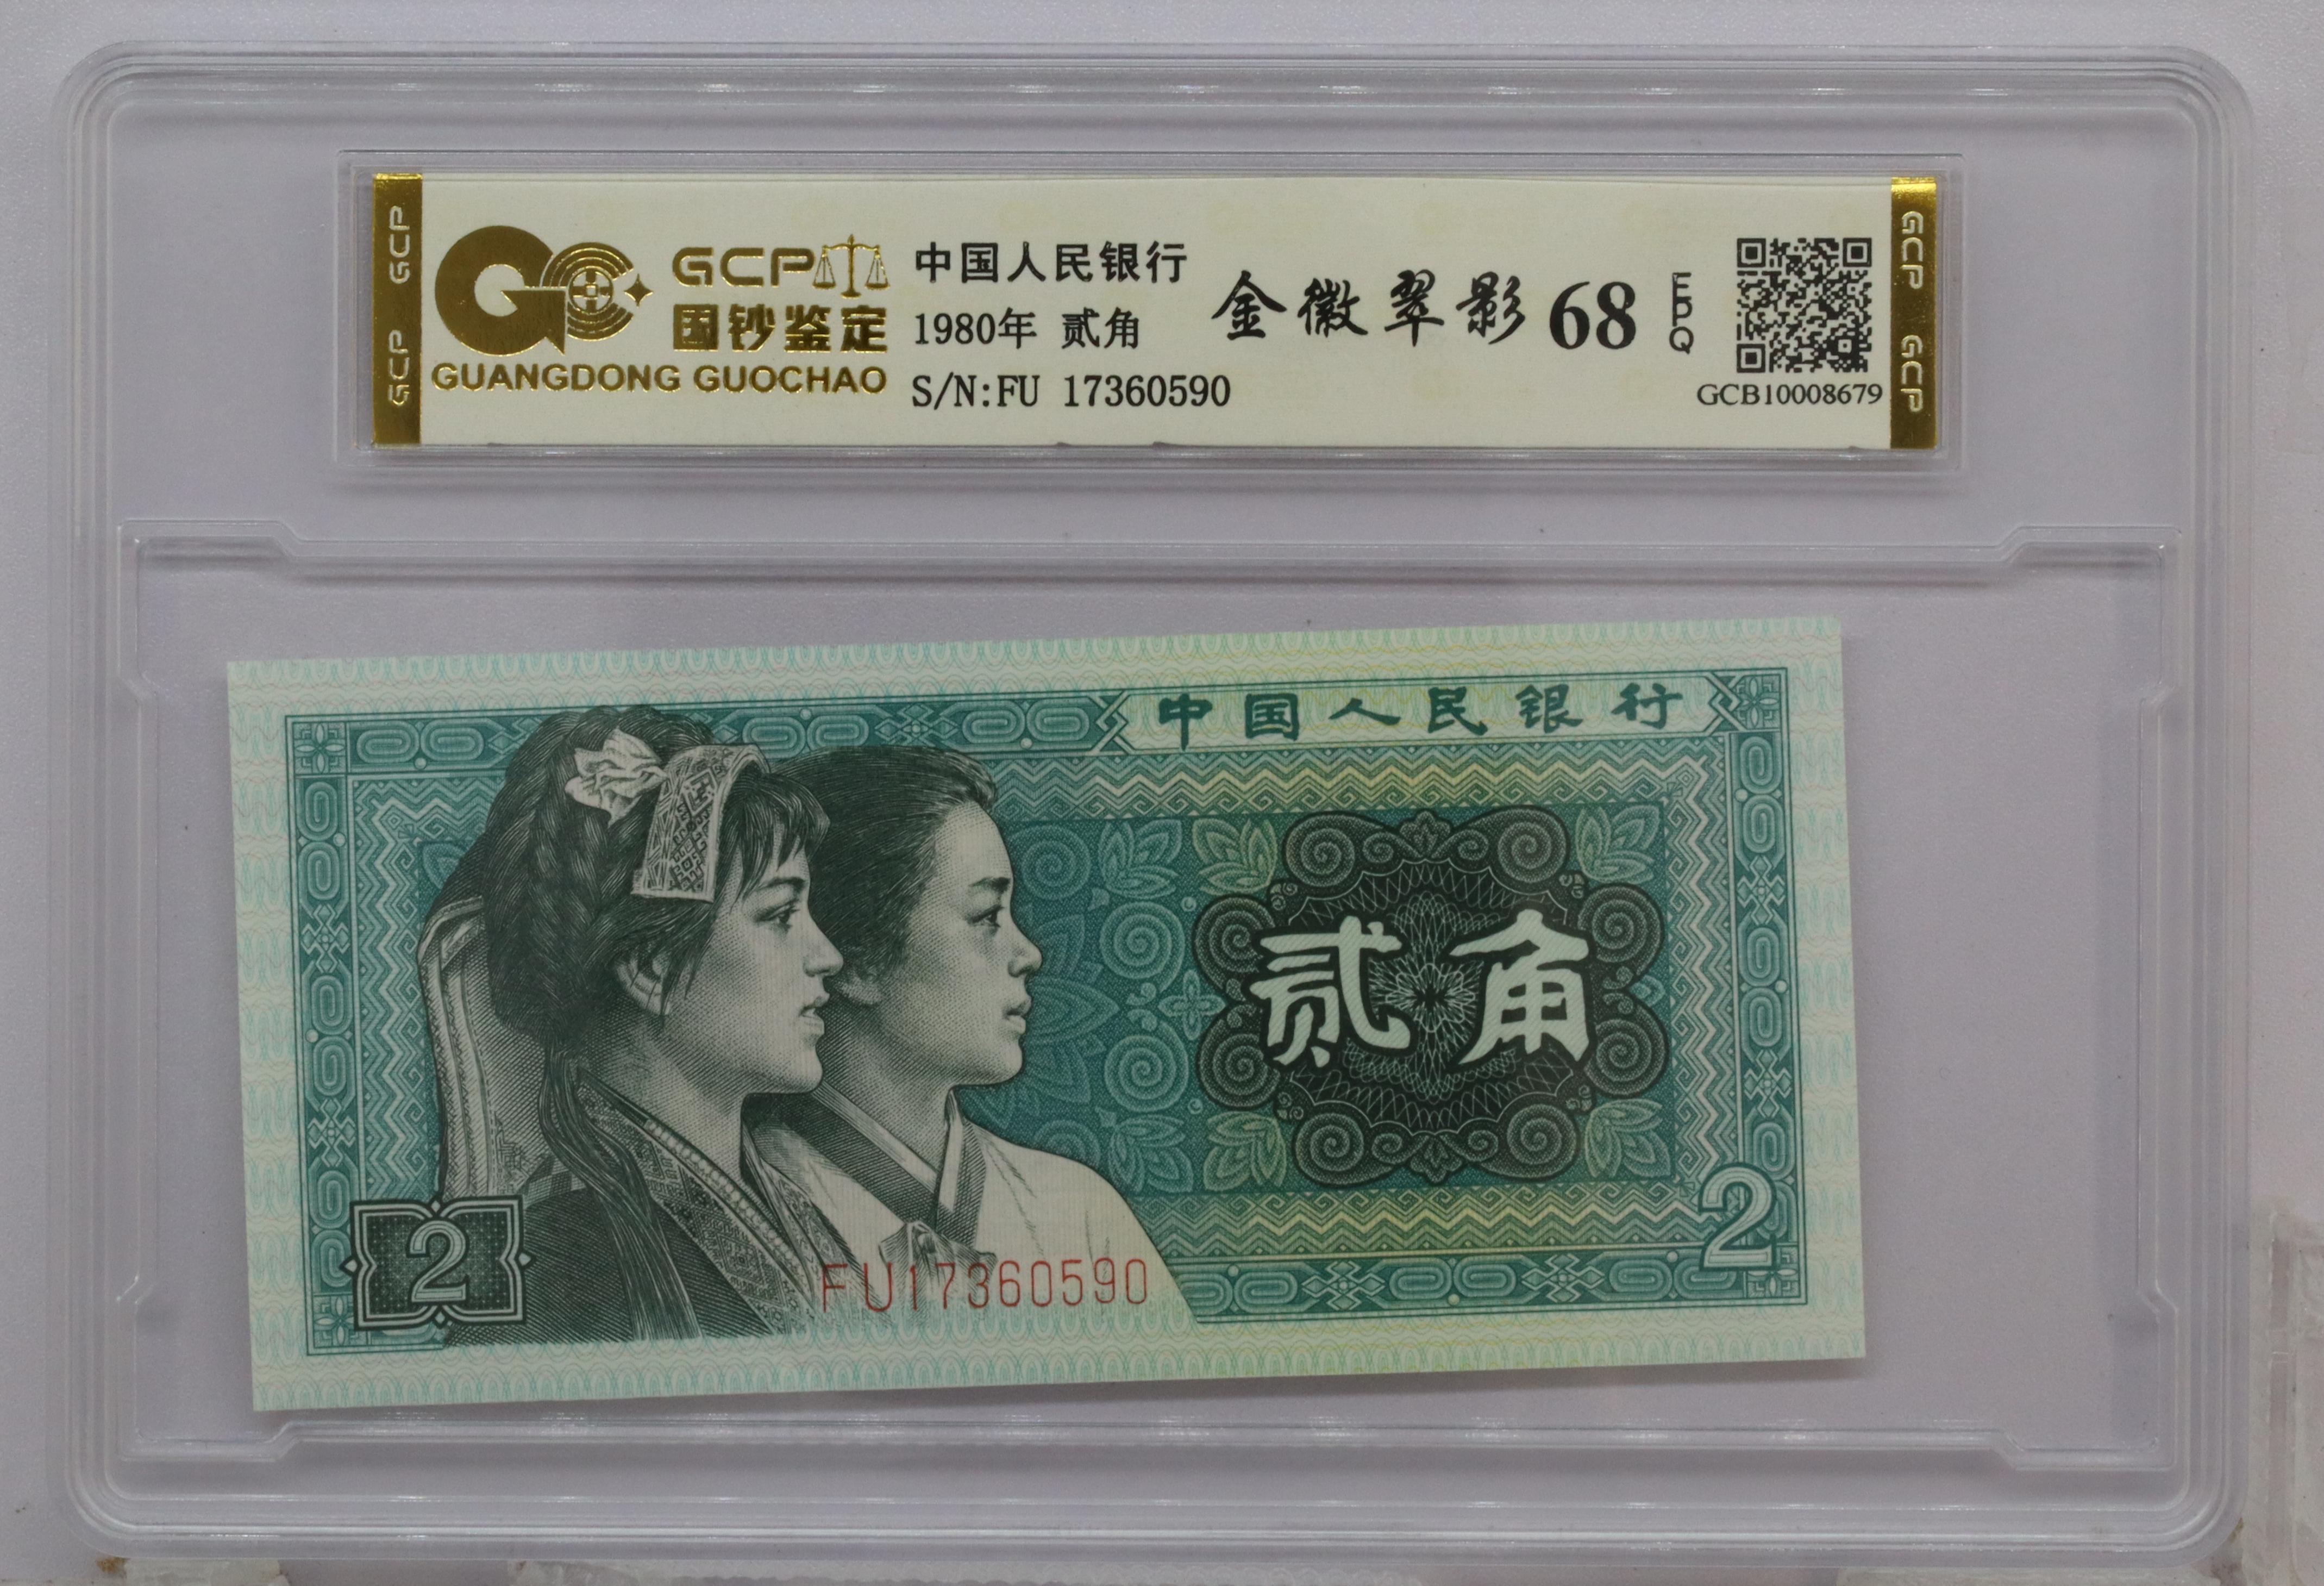 GCP GCP
GCP
国钞鉴定
GUANGDONG GUOCHAO
中国人民银行
1980年 贰角
S/N:FU 17360590
金徽翠影 68 EPQ
GCB10008679
GCP GCP
中国人民银行
贰角
2
2
FU17360590